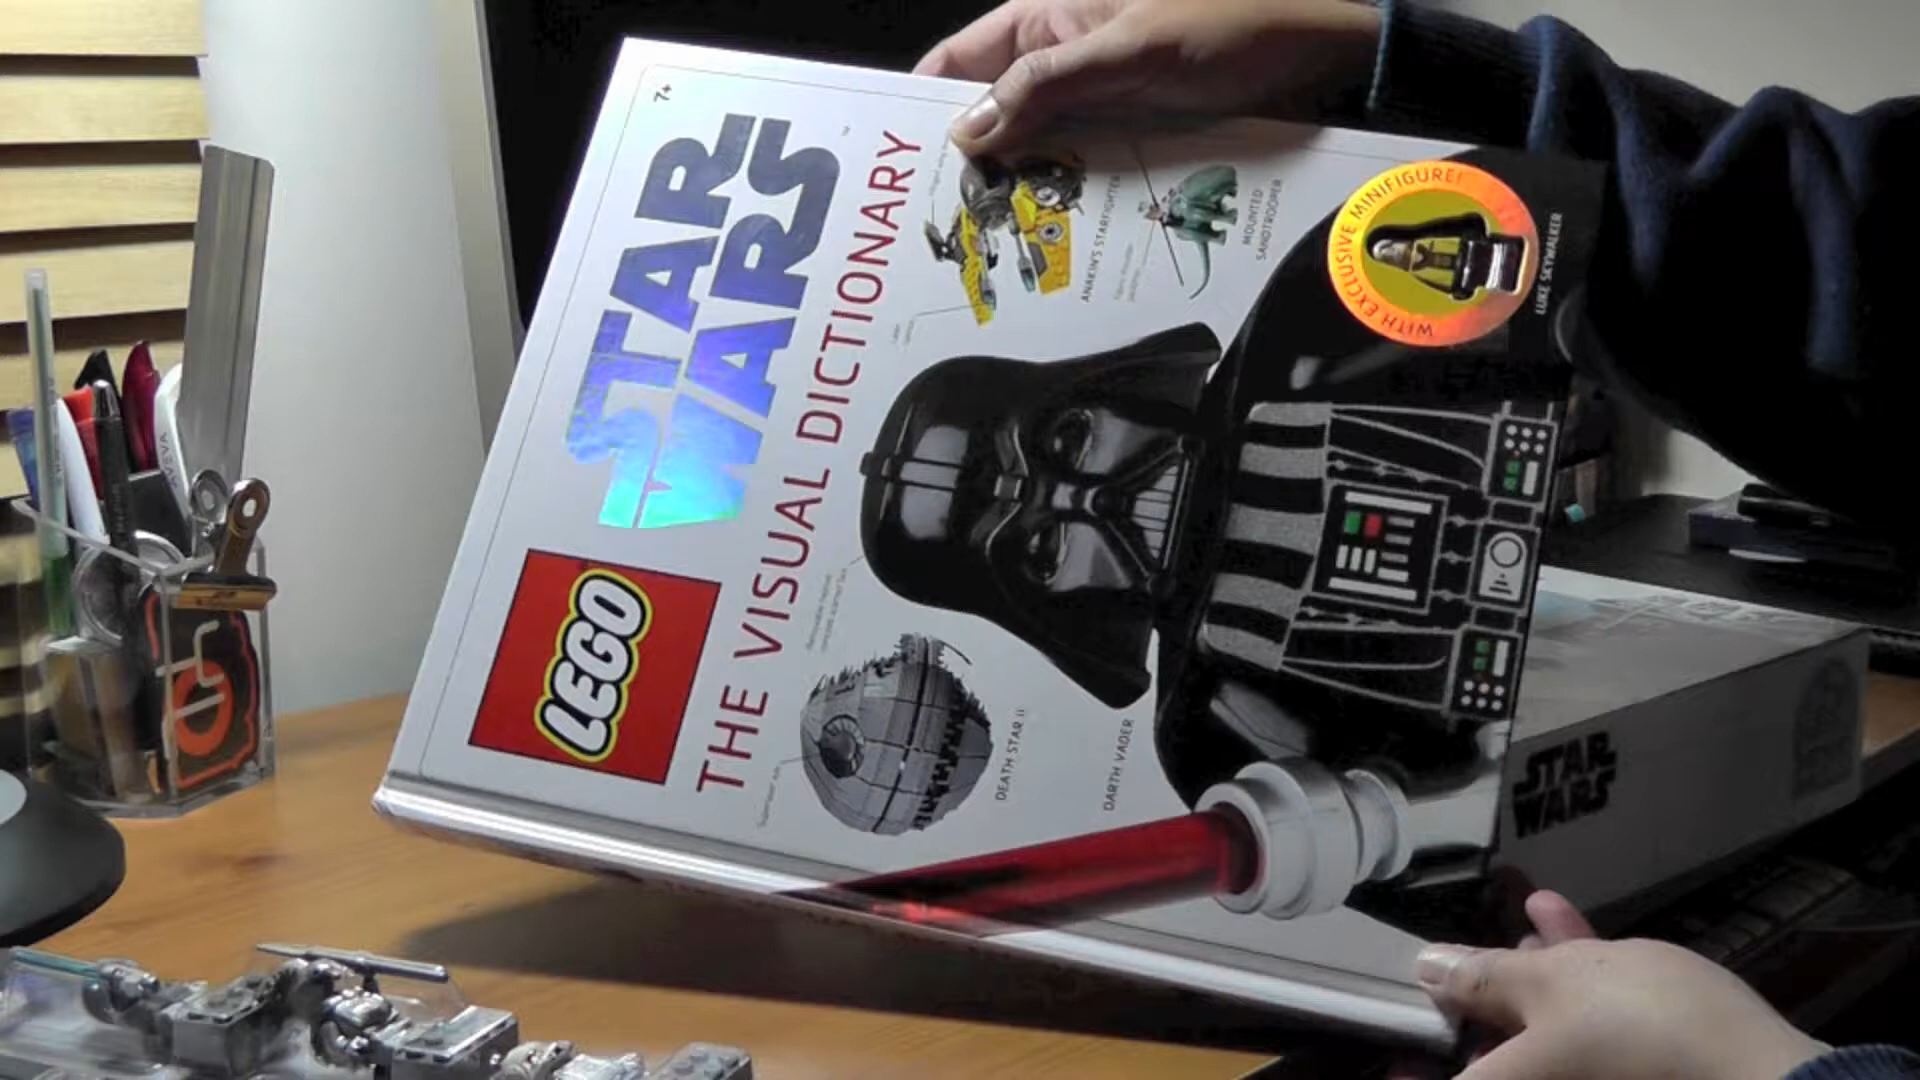 7+
LEGO
STAR
WARS
THE VISUAL DICTIONARY
ANAKIN'S STARFIGHTER
MOUNTED
SANDTROOPER
DEATH STAR II
DARTH VADER
WITH EXCLUSIVE MINIFIGURE!
LUKE SKYWALKER
STAR
WARS